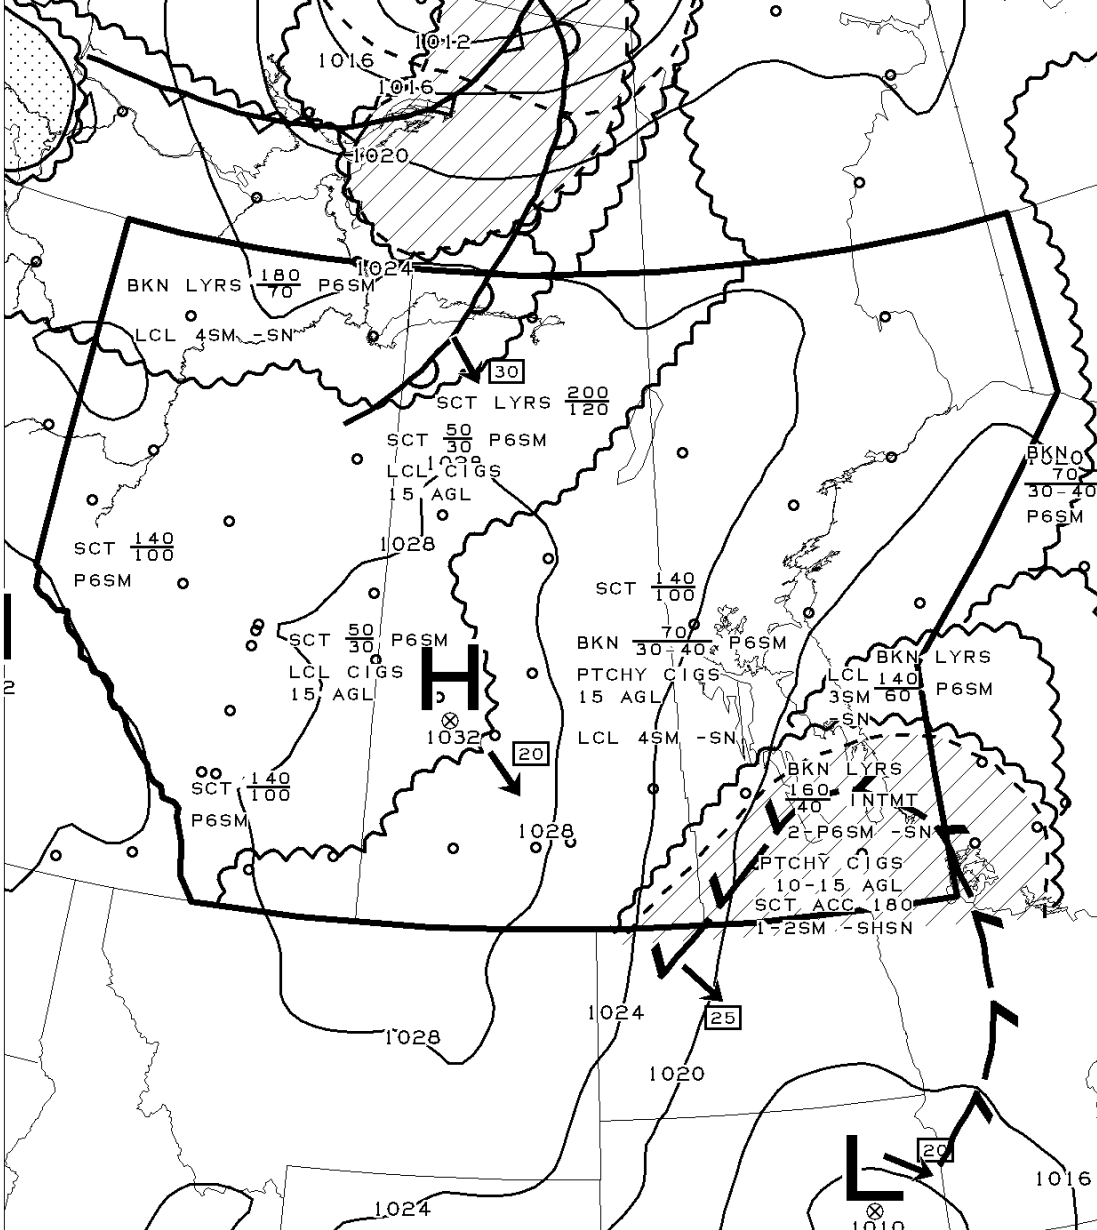 1012
1016
1016
1020
1024
BKN LYRS 180/70 P6SM
LCL 4SM -SN
30
SCT LYRS 200/120
SCT 50/30 P6SM
1028
LCL CIGS
15 AGL
BKN
70
30-40
P6SM
1028
SCT 140/100
P6SM
SCT 140/100
BKN 70/30-40 P6SM
PTCHY CIGS
15 AGL
LCL 4SM -SN
SCT 50/30 P6SM
LCL CIGS
15 AGL
H
1032
20
BKN LYRS
LCL 140/60 P6SM
3SM
-SN
2
SCT 140/100
P6SM
1028
BKN LYRS
160/40 INTMT
2-P6SM -SN
PTCHY CIGS
10-15 AGL
SCT ACC 180
1-2SM -SHSN
1024
25
1028
1020
L
20
1016
1024
1010